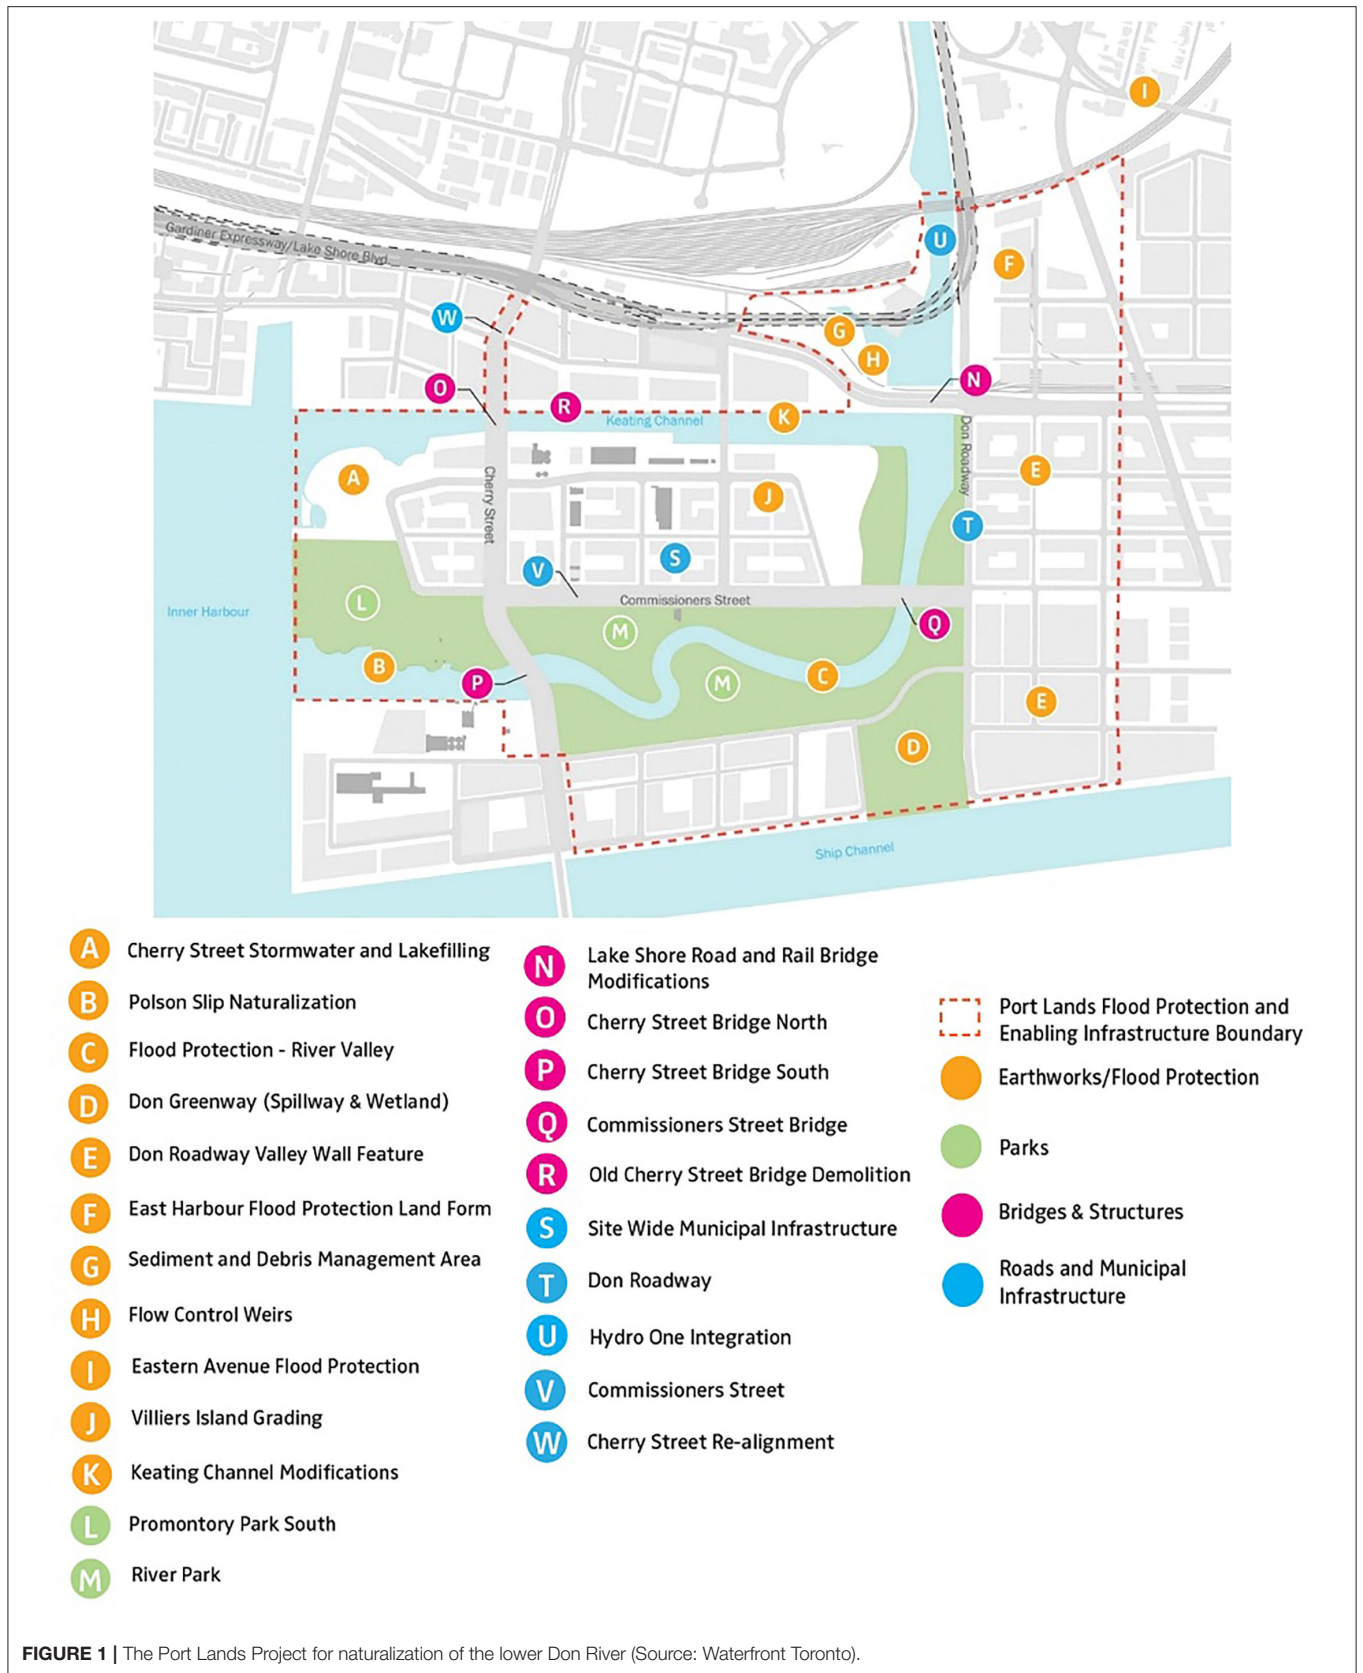 I
Gardiner Expressway/Lake Shore Blvd.
U
F
W
G
H
O
N
R
K
Keating Channel
A
Cherry Street
J
Don Roadway
E
T
V
S
Commissioners Street
Inner Harbour
L
M
Q
B
P
M
C
E
D
Ship Channel
A Cherry Street Stormwater and Lakefilling
B Polson Slip Naturalization
C Flood Protection - River Valley
D Don Greenway (Spillway & Wetland)
E Don Roadway Valley Wall Feature
F East Harbour Flood Protection Land Form
G Sediment and Debris Management Area
H Flow Control Weirs
I Eastern Avenue Flood Protection
J Villiers Island Grading
K Keating Channel Modifications
L Promontory Park South
M River Park
N Lake Shore Road and Rail Bridge
Modifications
O Cherry Street Bridge North
P Cherry Street Bridge South
Q Commissioners Street Bridge
R Old Cherry Street Bridge Demolition
S Site Wide Municipal Infrastructure
T Don Roadway
U Hydro One Integration
V Commissioners Street
W Cherry Street Re-alignment
Port Lands Flood Protection and
Enabling Infrastructure Boundary
Earthworks/Flood Protection
Parks
Bridges & Structures
Roads and Municipal
Infrastructure
FIGURE 1 | The Port Lands Project for naturalization of the lower Don River (Source: Waterfront Toronto).